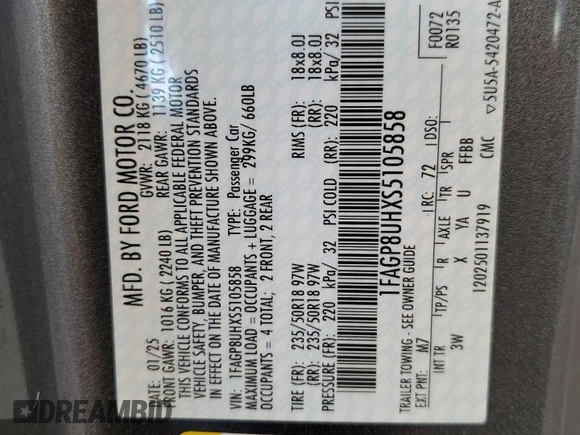 MFD. BY FORD MOTOR CO.
DATE: 01/25 GVWR: 2118 KG ( 4670 LB)
FRONT GAWR: 1016 KG ( 2240 LB) REAR GAWR: 1139 KG ( 2510 LB)
THIS VEHICLE CONFORMS TO ALL APPLICABLE FEDERAL MOTOR
VEHICLE SAFETY, BUMPER, AND THEFT PREVENTION STANDARDS
IN EFFECT ON THE DATE OF MANUFACTURE SHOWN ABOVE.
VIN: 1FAGP8UHXS5105858 TYPE: Passenger Car
MAXIMUM LOAD = OCCUPANTS + LUGGAGE = 299KG/ 660LB
OCCUPANTS = 4 TOTAL: 2 FRONT, 2 REAR
TIRE (FR): 235/50R18 97W RIMS (FR): 18x8.0J
(RR): 235/50R18 97W (RR): 18x8.0J
PRESSURE (FR): 220 kPa/ 32 PSI COLD (RR): 220 kPa/ 32 PSI
1FAGP8UHXS5105858
TRAILER TOWING - SEE OWNER GUIDE F0072
EXT PNT: M7 RC: 72 DSO: R0135
INT TR TP/PS R AXLE TR SPR
3W X YA U FFBB
1202501137919 CMC 5U5A-5420472-A
DREAMBID